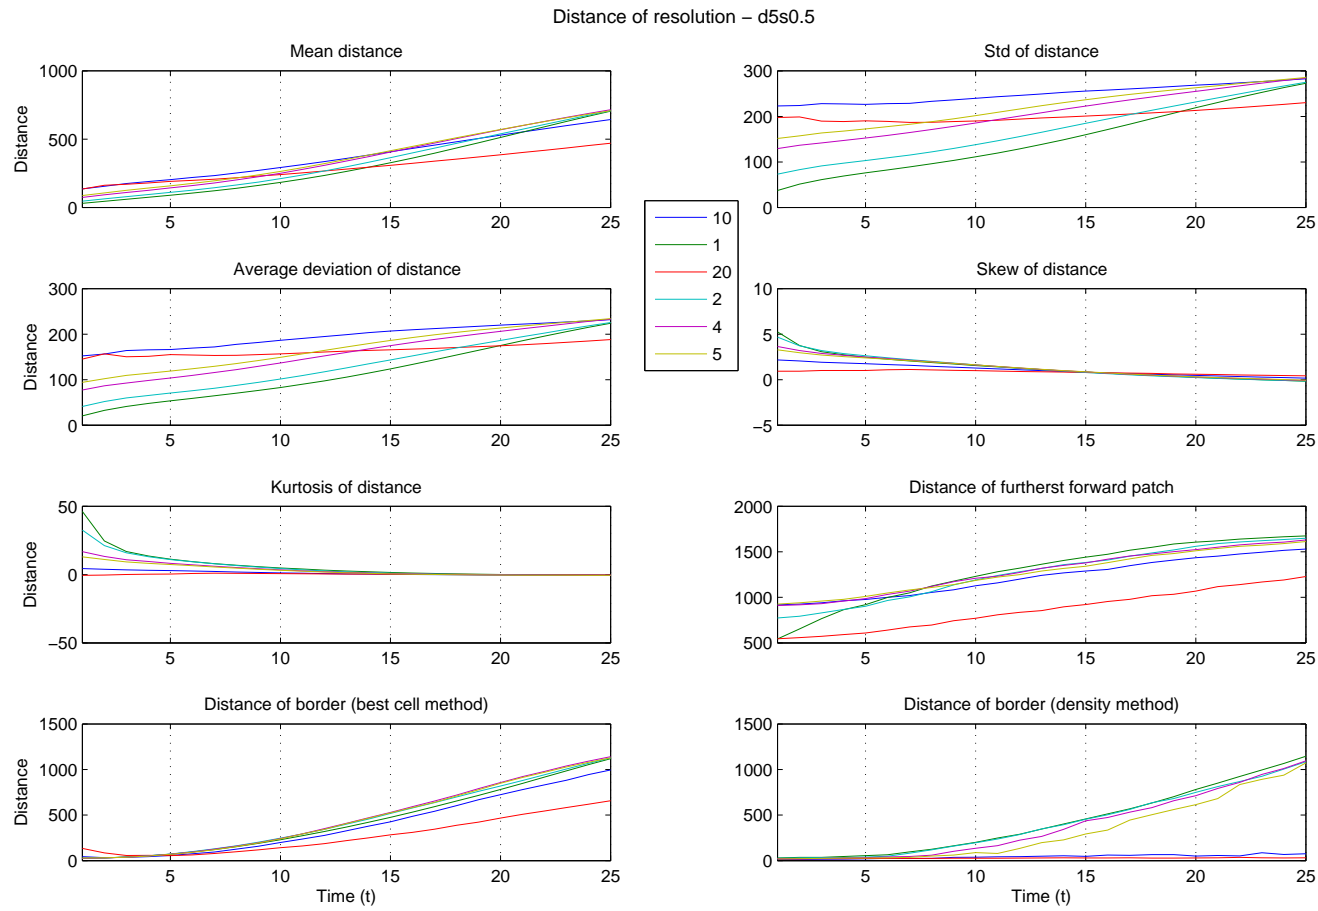 Distance of resolution − d5s0.5
Mean distance
Distance
1000
500
0
5 10 15 20 25
Std of distance
300
200
100
0
5 10 15 20 25
10
1
20
2
4
5
Average deviation of distance
Distance
300
200
100
0
5 10 15 20 25
Skew of distance
10
5
0
−5
5 10 15 20 25
Kurtosis of distance
Distance
50
0
−50
5 10 15 20 25
Distance of furtherst forward patch
2000
1500
1000
500
5 10 15 20 25
Distance of border (best cell method)
Distance
1500
1000
500
0
5 10 15 20 25
Time (t)
Distance of border (density method)
1500
1000
500
0
5 10 15 20 25
Time (t)